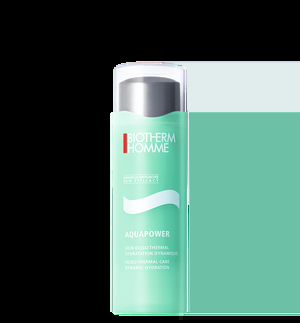 BIOTHERM
HOMME
AQUAPOWER
SOIN OLIGO-THERMAL
HYDRATATION DYNAMIQUE
OLIGO-THERMAL CARE
DYNAMIC HYDRATION